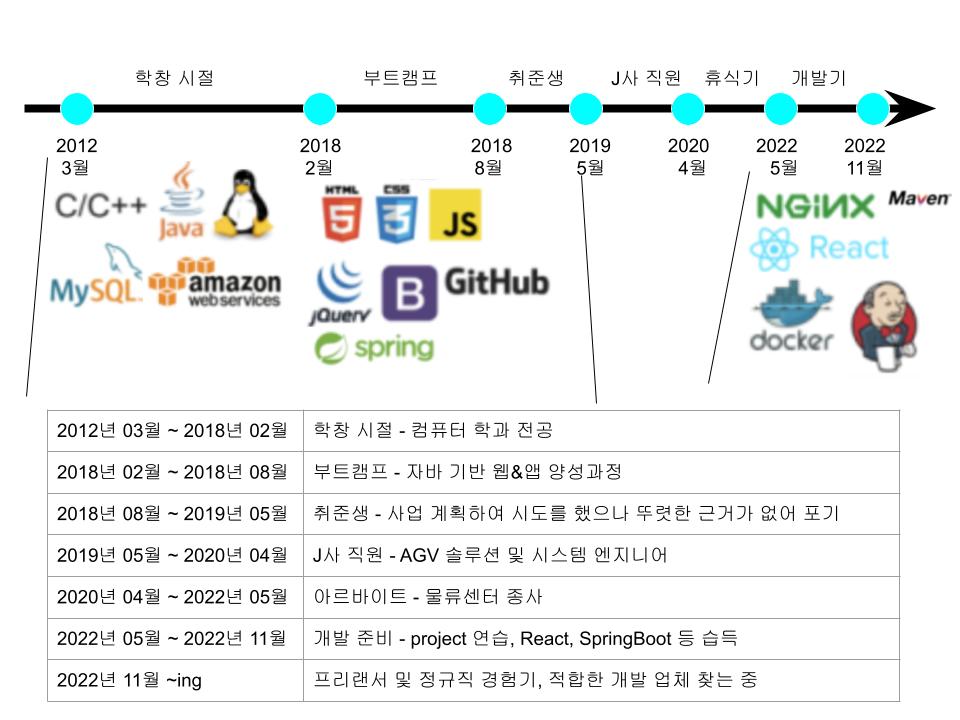 학창 시절 부트캠프 취준생 J사 직원 휴식기 개발기
2012 2018 2018 2019 2020 2022 2022
3월 2월 8월 5월 4월 5월 11월
C/C++ Java HTML 5 CSS 3 JS NGiNX Maven
React
MySQL amazon web services jQuery B GitHub docker
spring
2012년 03월 ~ 2018년 02월 학창 시절 - 컴퓨터 학과 전공
2018년 02월 ~ 2018년 08월 부트캠프 - 자바 기반 웹&앱 양성과정
2018년 08월 ~ 2019년 05월 취준생 - 사업 계획하여 시도를 했으나 뚜렷한 근거가 없어 포기
2019년 05월 ~ 2020년 04월 J사 직원 - AGV 솔루션 및 시스템 엔지니어
2020년 04월 ~ 2022년 05월 아르바이트 - 물류센터 종사
2022년 05월 ~ 2022년 11월 개발 준비 - project 연습, React, SpringBoot 등 습득
2022년 11월 ~ing 프리랜서 및 정규직 경험기, 적합한 개발 업체 찾는 중